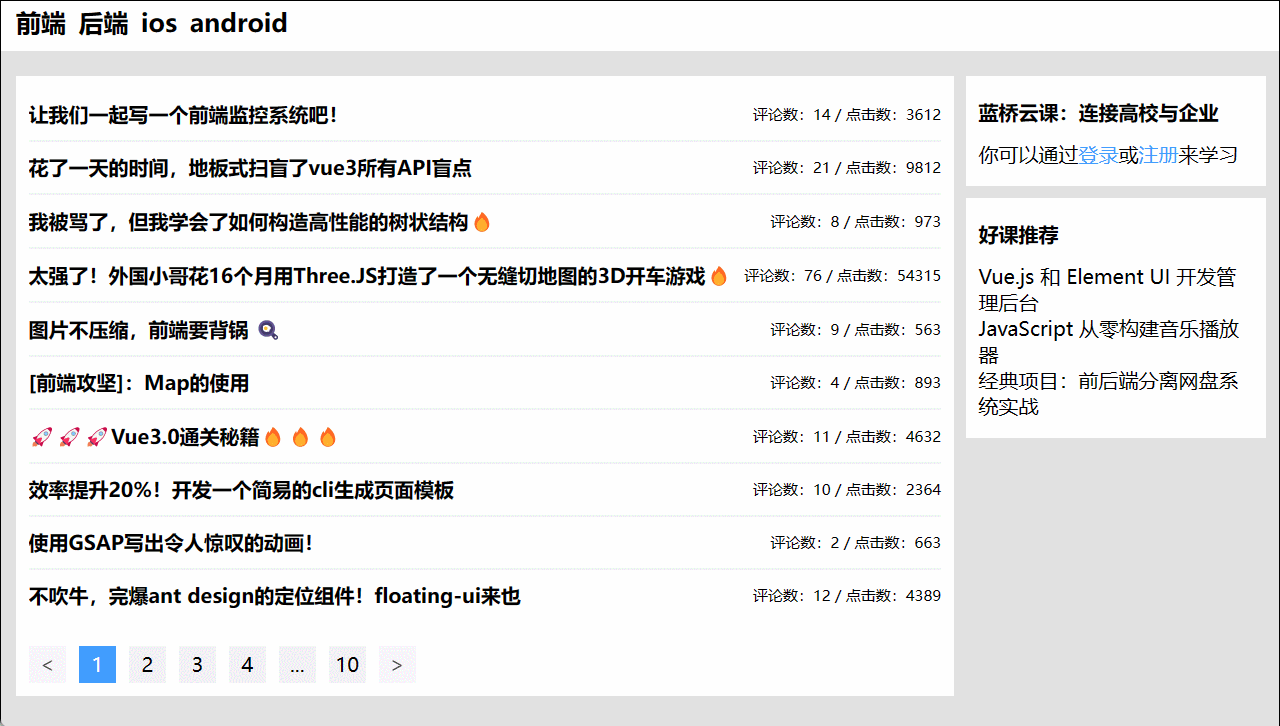 前端 后端 ios android
让我们一起写一个前端监控系统吧！ 评论数：14 / 点击数：3612
花了一天的时间，地板式扫盲了vue3所有API盲点 评论数：21 / 点击数：9812
我被骂了，但我学会了如何构造高性能的树状结构🔥 评论数：8 / 点击数：973
太强了！外国小哥花16个月用Three.JS打造了一个无缝切地图的3D开车游戏🔥 评论数：76 / 点击数：54315
图片不压缩，前端要背锅 🍳 评论数：9 / 点击数：563
[前端攻坚]：Map的使用 评论数：4 / 点击数：893
🚀🚀🚀Vue3.0通关秘籍🔥🔥🔥 评论数：11 / 点击数：4632
效率提升20%！开发一个简易的cli生成页面模板 评论数：10 / 点击数：2364
使用GSAP写出令人惊叹的动画！ 评论数：2 / 点击数：663
不吹牛，完爆ant design的定位组件！floating-ui来也 评论数：12 / 点击数：4389
< 1 2 3 4 ... 10 >
蓝桥云课：连接高校与企业
你可以通过登录或注册来学习
好课推荐
Vue.js 和 Element UI 开发管
理后台
JavaScript 从零构建音乐播放
器
经典项目：前后端分离网盘系
统实战